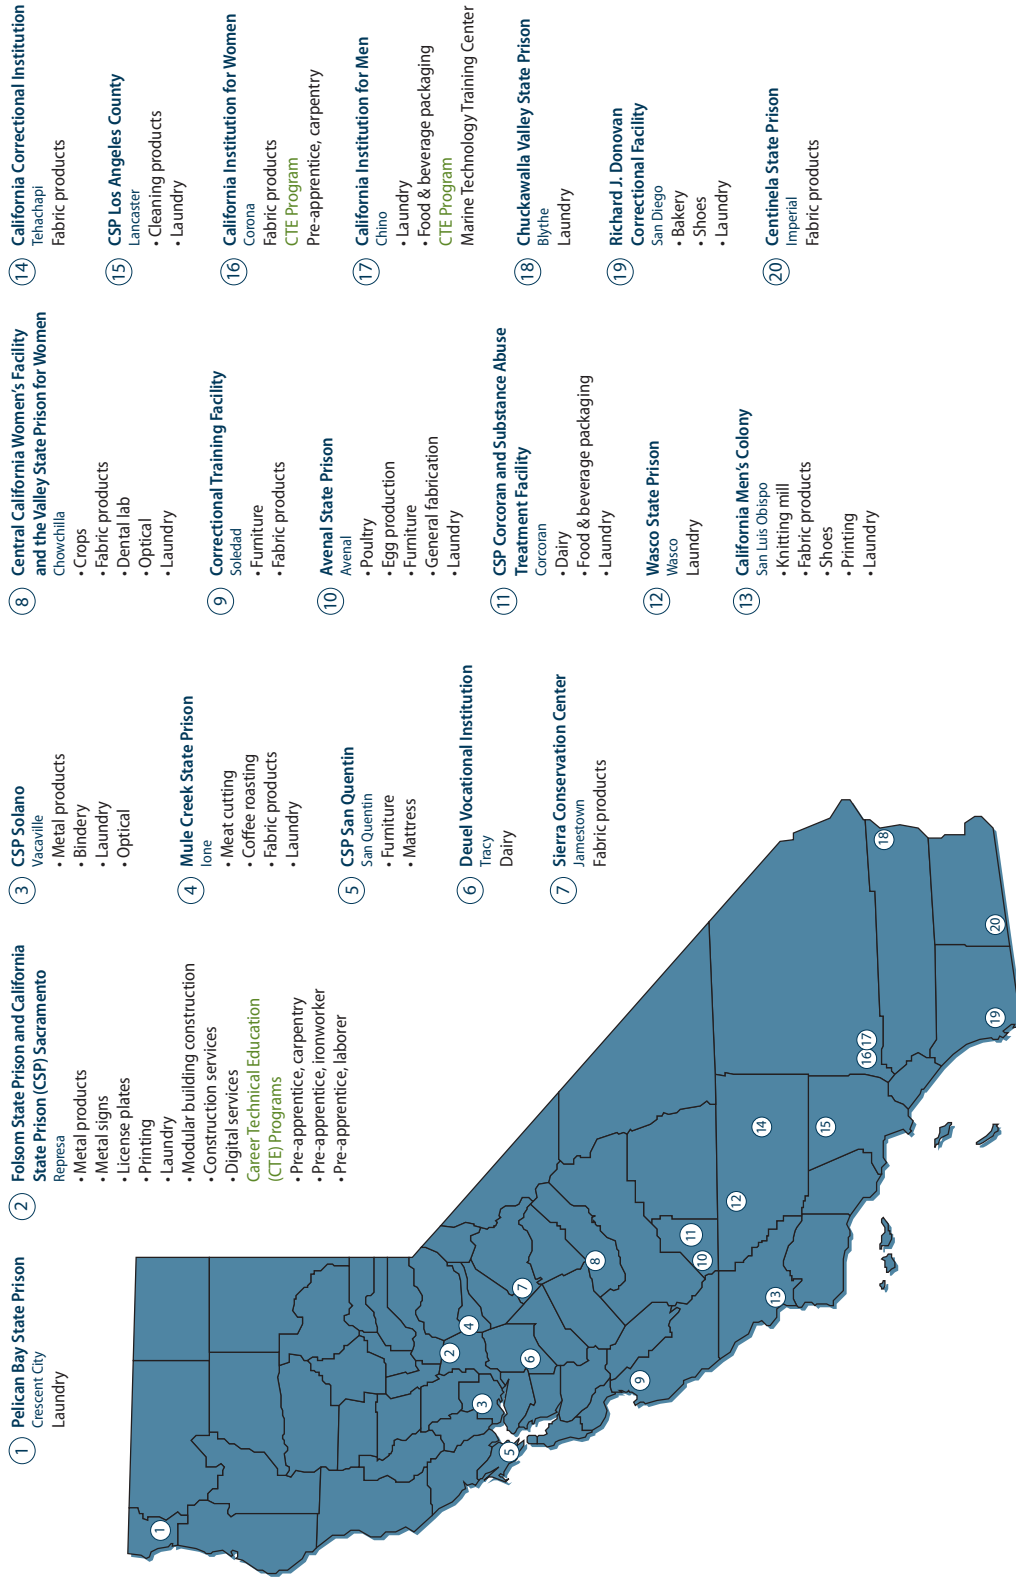 1 Pelican Bay State Prison
Crescent City
Laundry
2 Folsom State Prison and California
State Prison (CSP) Sacramento
Represa
• Metal products
• Metal signs
• License plates
• Printing
• Laundry
• Modular building construction
• Construction services
• Digital services
Career Technical Education
(CTE) Programs
• Pre-apprentice, carpentry
• Pre-apprentice, ironworker
• Pre-apprentice, laborer
3 CSP Solano
Vacaville
• Metal products
• Bindery
• Laundry
• Optical
4 Mule Creek State Prison
Ione
• Meat cutting
• Coffee roasting
• Fabric products
• Laundry
5 CSP San Quentin
San Quentin
• Furniture
• Mattress
6 Deuel Vocational Institution
Tracy
Dairy
7 Sierra Conservation Center
Jamestown
Fabric products
8 Central California Women's Facility
and the Valley State Prison for Women
Chowchilla
• Crops
• Fabric products
• Dental lab
• Optical
• Laundry
9 Correctional Training Facility
Soledad
• Furniture
• Fabric products
10 Avenal State Prison
Avenal
• Poultry
• Egg production
• Furniture
• General fabrication
• Laundry
11 CSP Corcoran and Substance Abuse
Treatment Facility
Corcoran
• Dairy
• Food & beverage packaging
• Laundry
12 Wasco State Prison
Wasco
Laundry
13 California Men's Colony
San Luis Obispo
• Knitting mill
• Fabric products
• Shoes
• Printing
• Laundry
14 California Correctional Institution
Tehachapi
Fabric products
15 CSP Los Angeles County
Lancaster
• Cleaning products
• Laundry
16 California Institution for Women
Corona
Fabric products
CTE Program
Pre-apprentice, carpentry
17 California Institution for Men
Chino
• Laundry
• Food & beverage packaging
CTE Program
Marine Technology Training Center
18 Chuckawalla Valley State Prison
Blythe
Laundry
19 Richard J. Donovan
Correctional Facility
San Diego
• Bakery
• Shoes
• Laundry
20 Centinela State Prison
Imperial
Fabric products
1
2
3
4
5
6
7
8
9
10
11
12
13
14
15
16
17
18
19
20